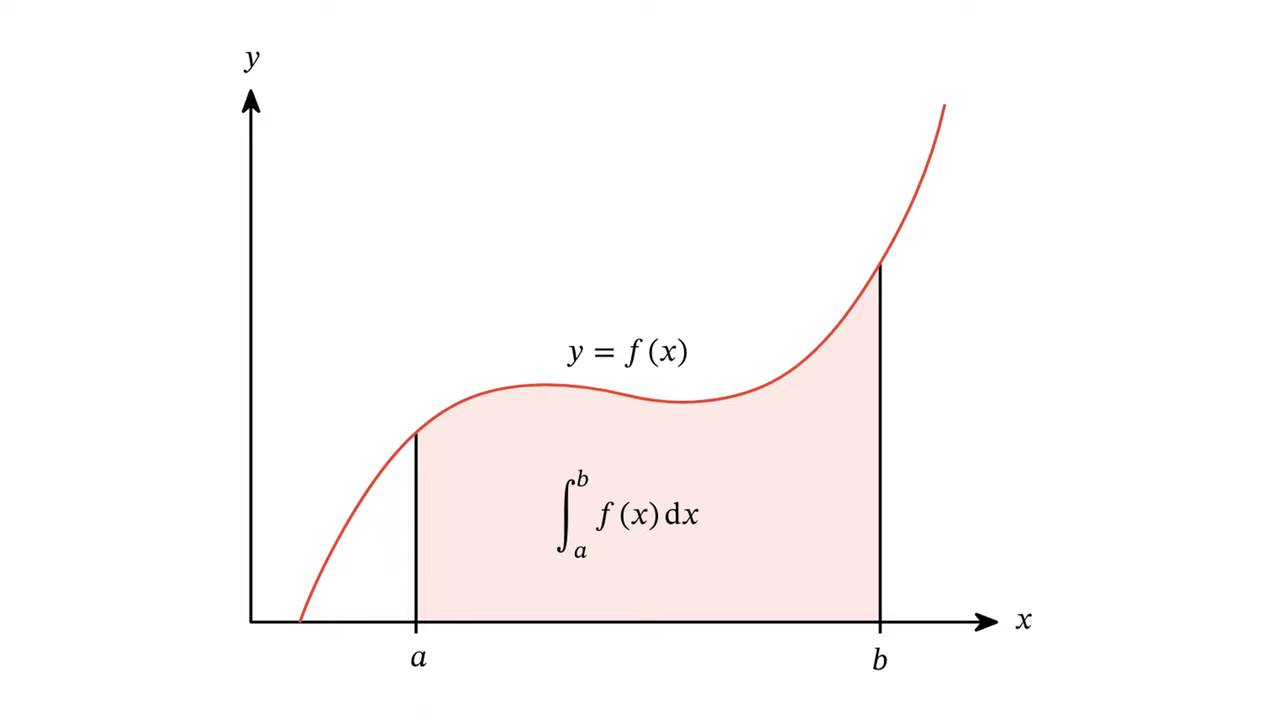 y
y = f (x)
∫_a^b f (x) dx
x
a
b